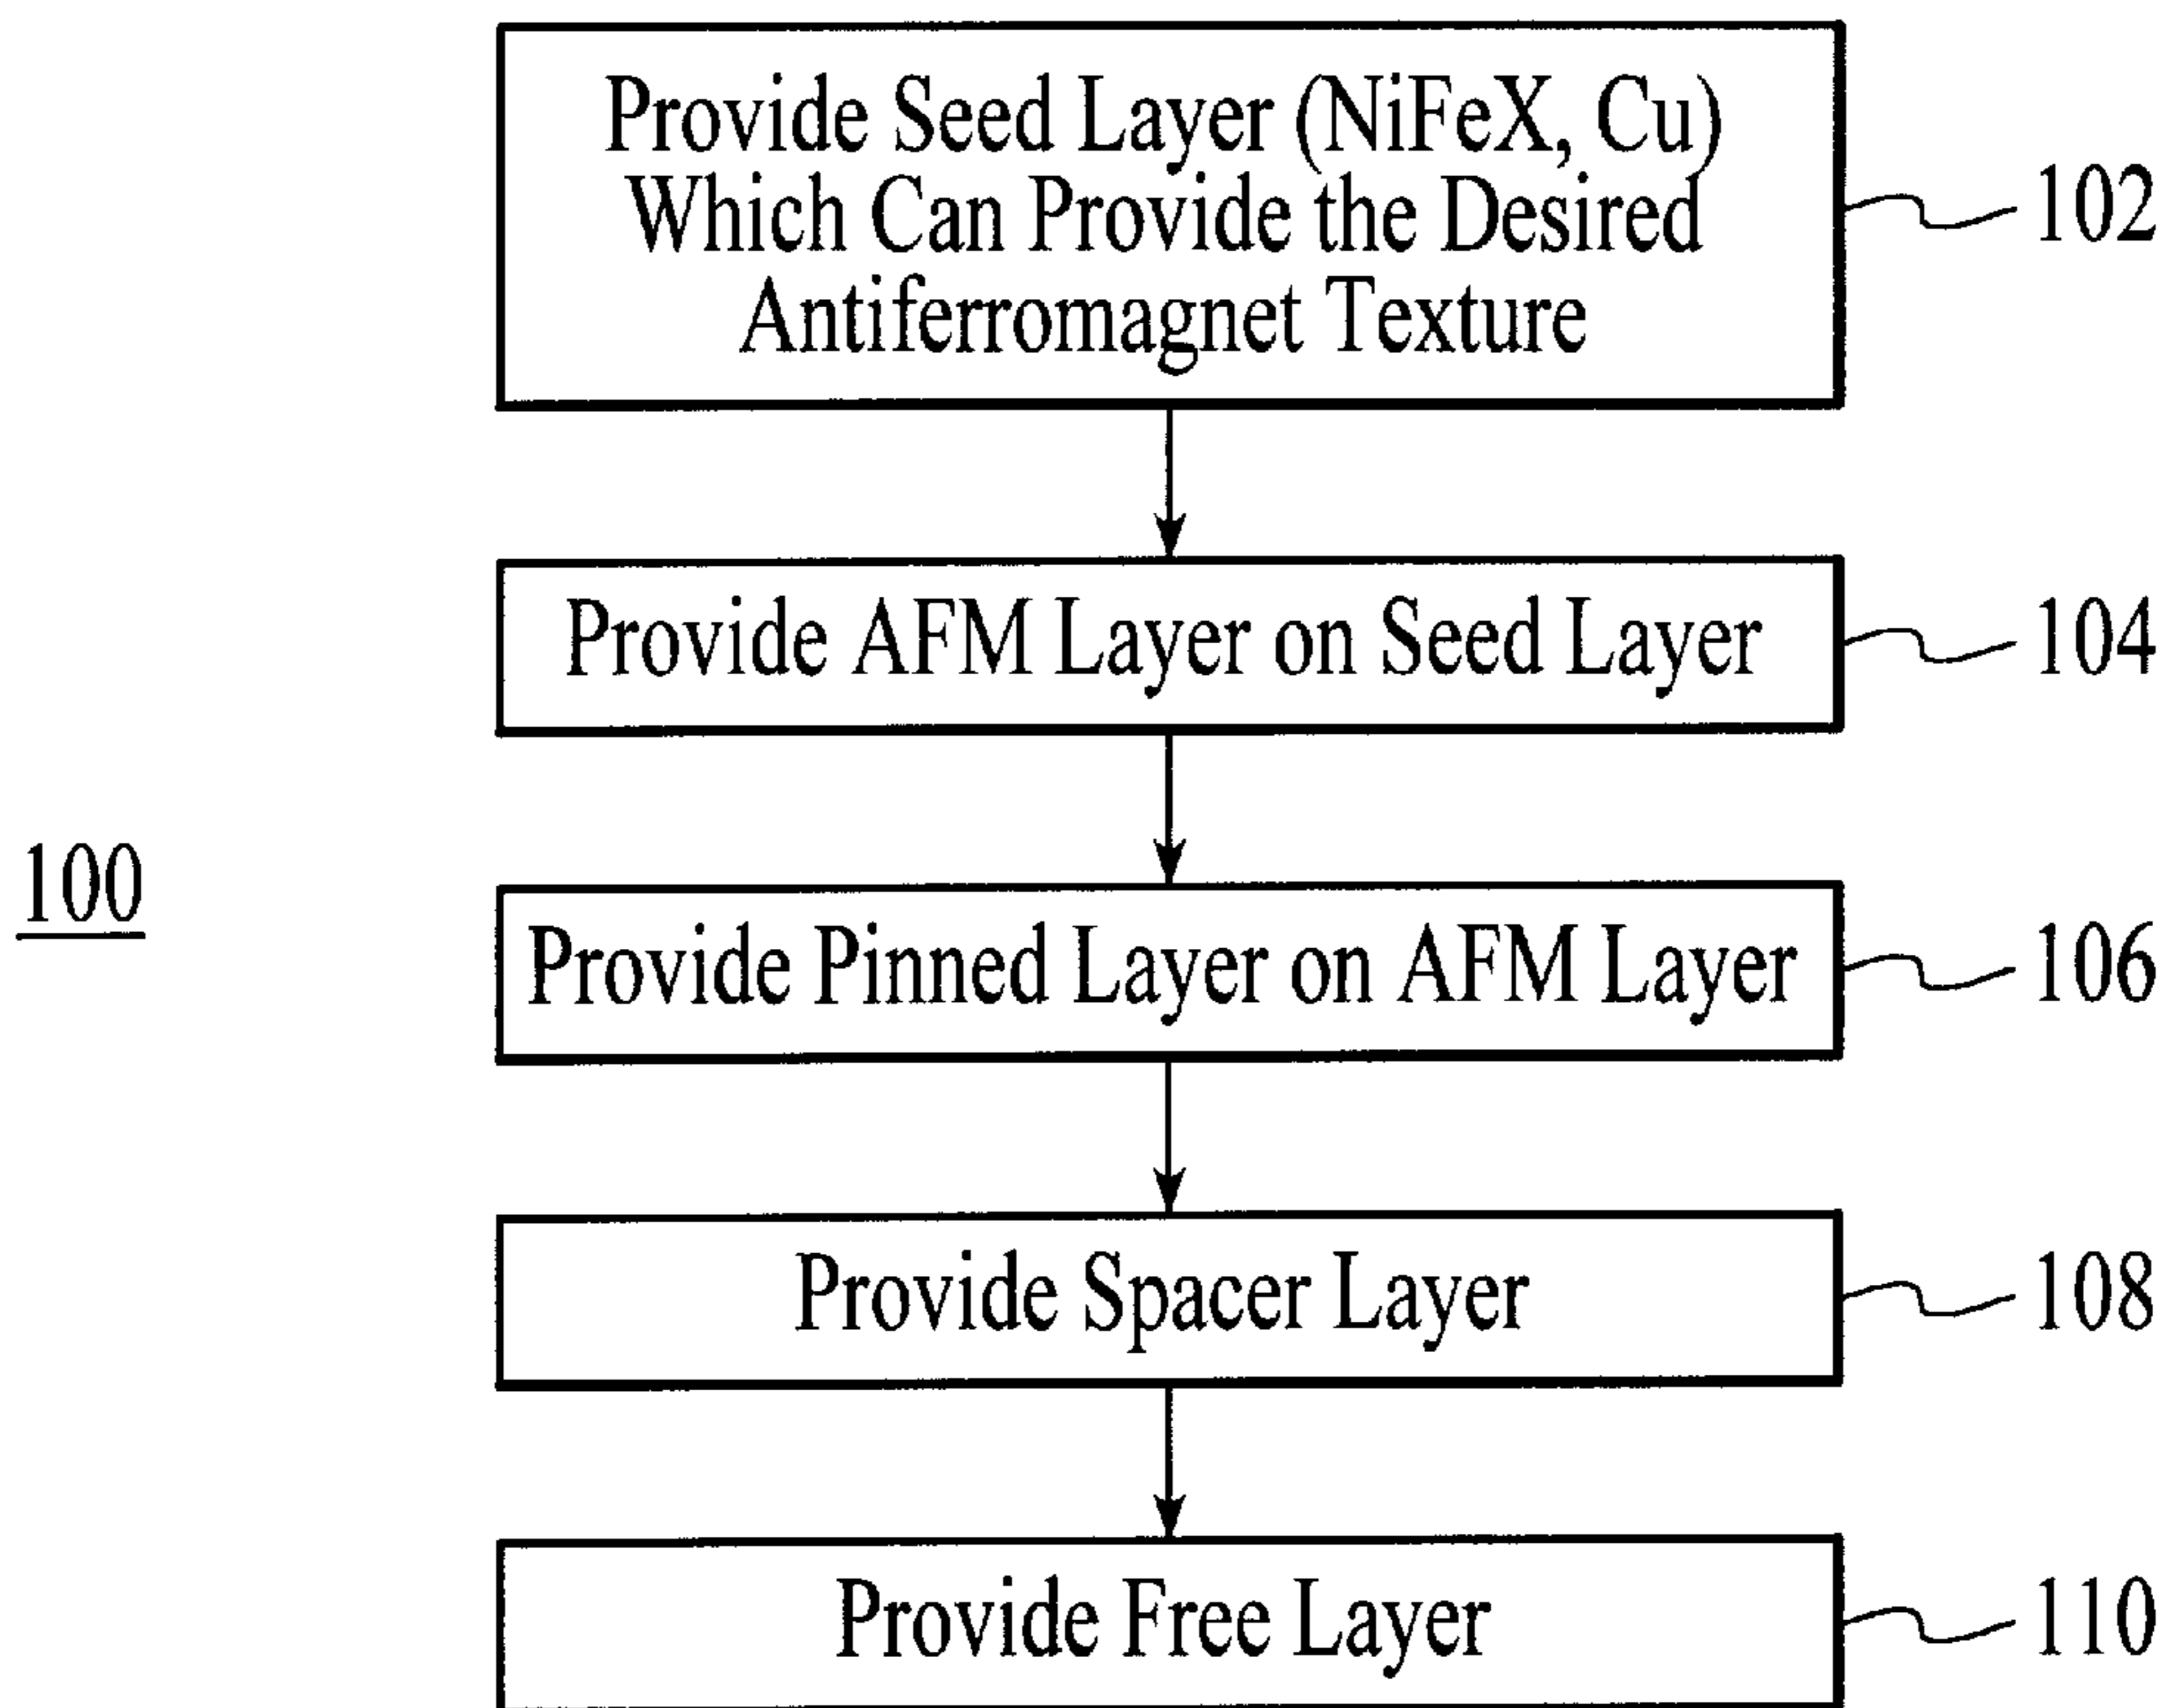 Provide Seed Layer (NiFeX, Cu)
Which Can Provide the Desired
Antiferromagnet Texture
102
Provide AFM Layer on Seed Layer
104
100
Provide Pinned Layer on AFM Layer
106
Provide Spacer Layer
108
Provide Free Layer
110